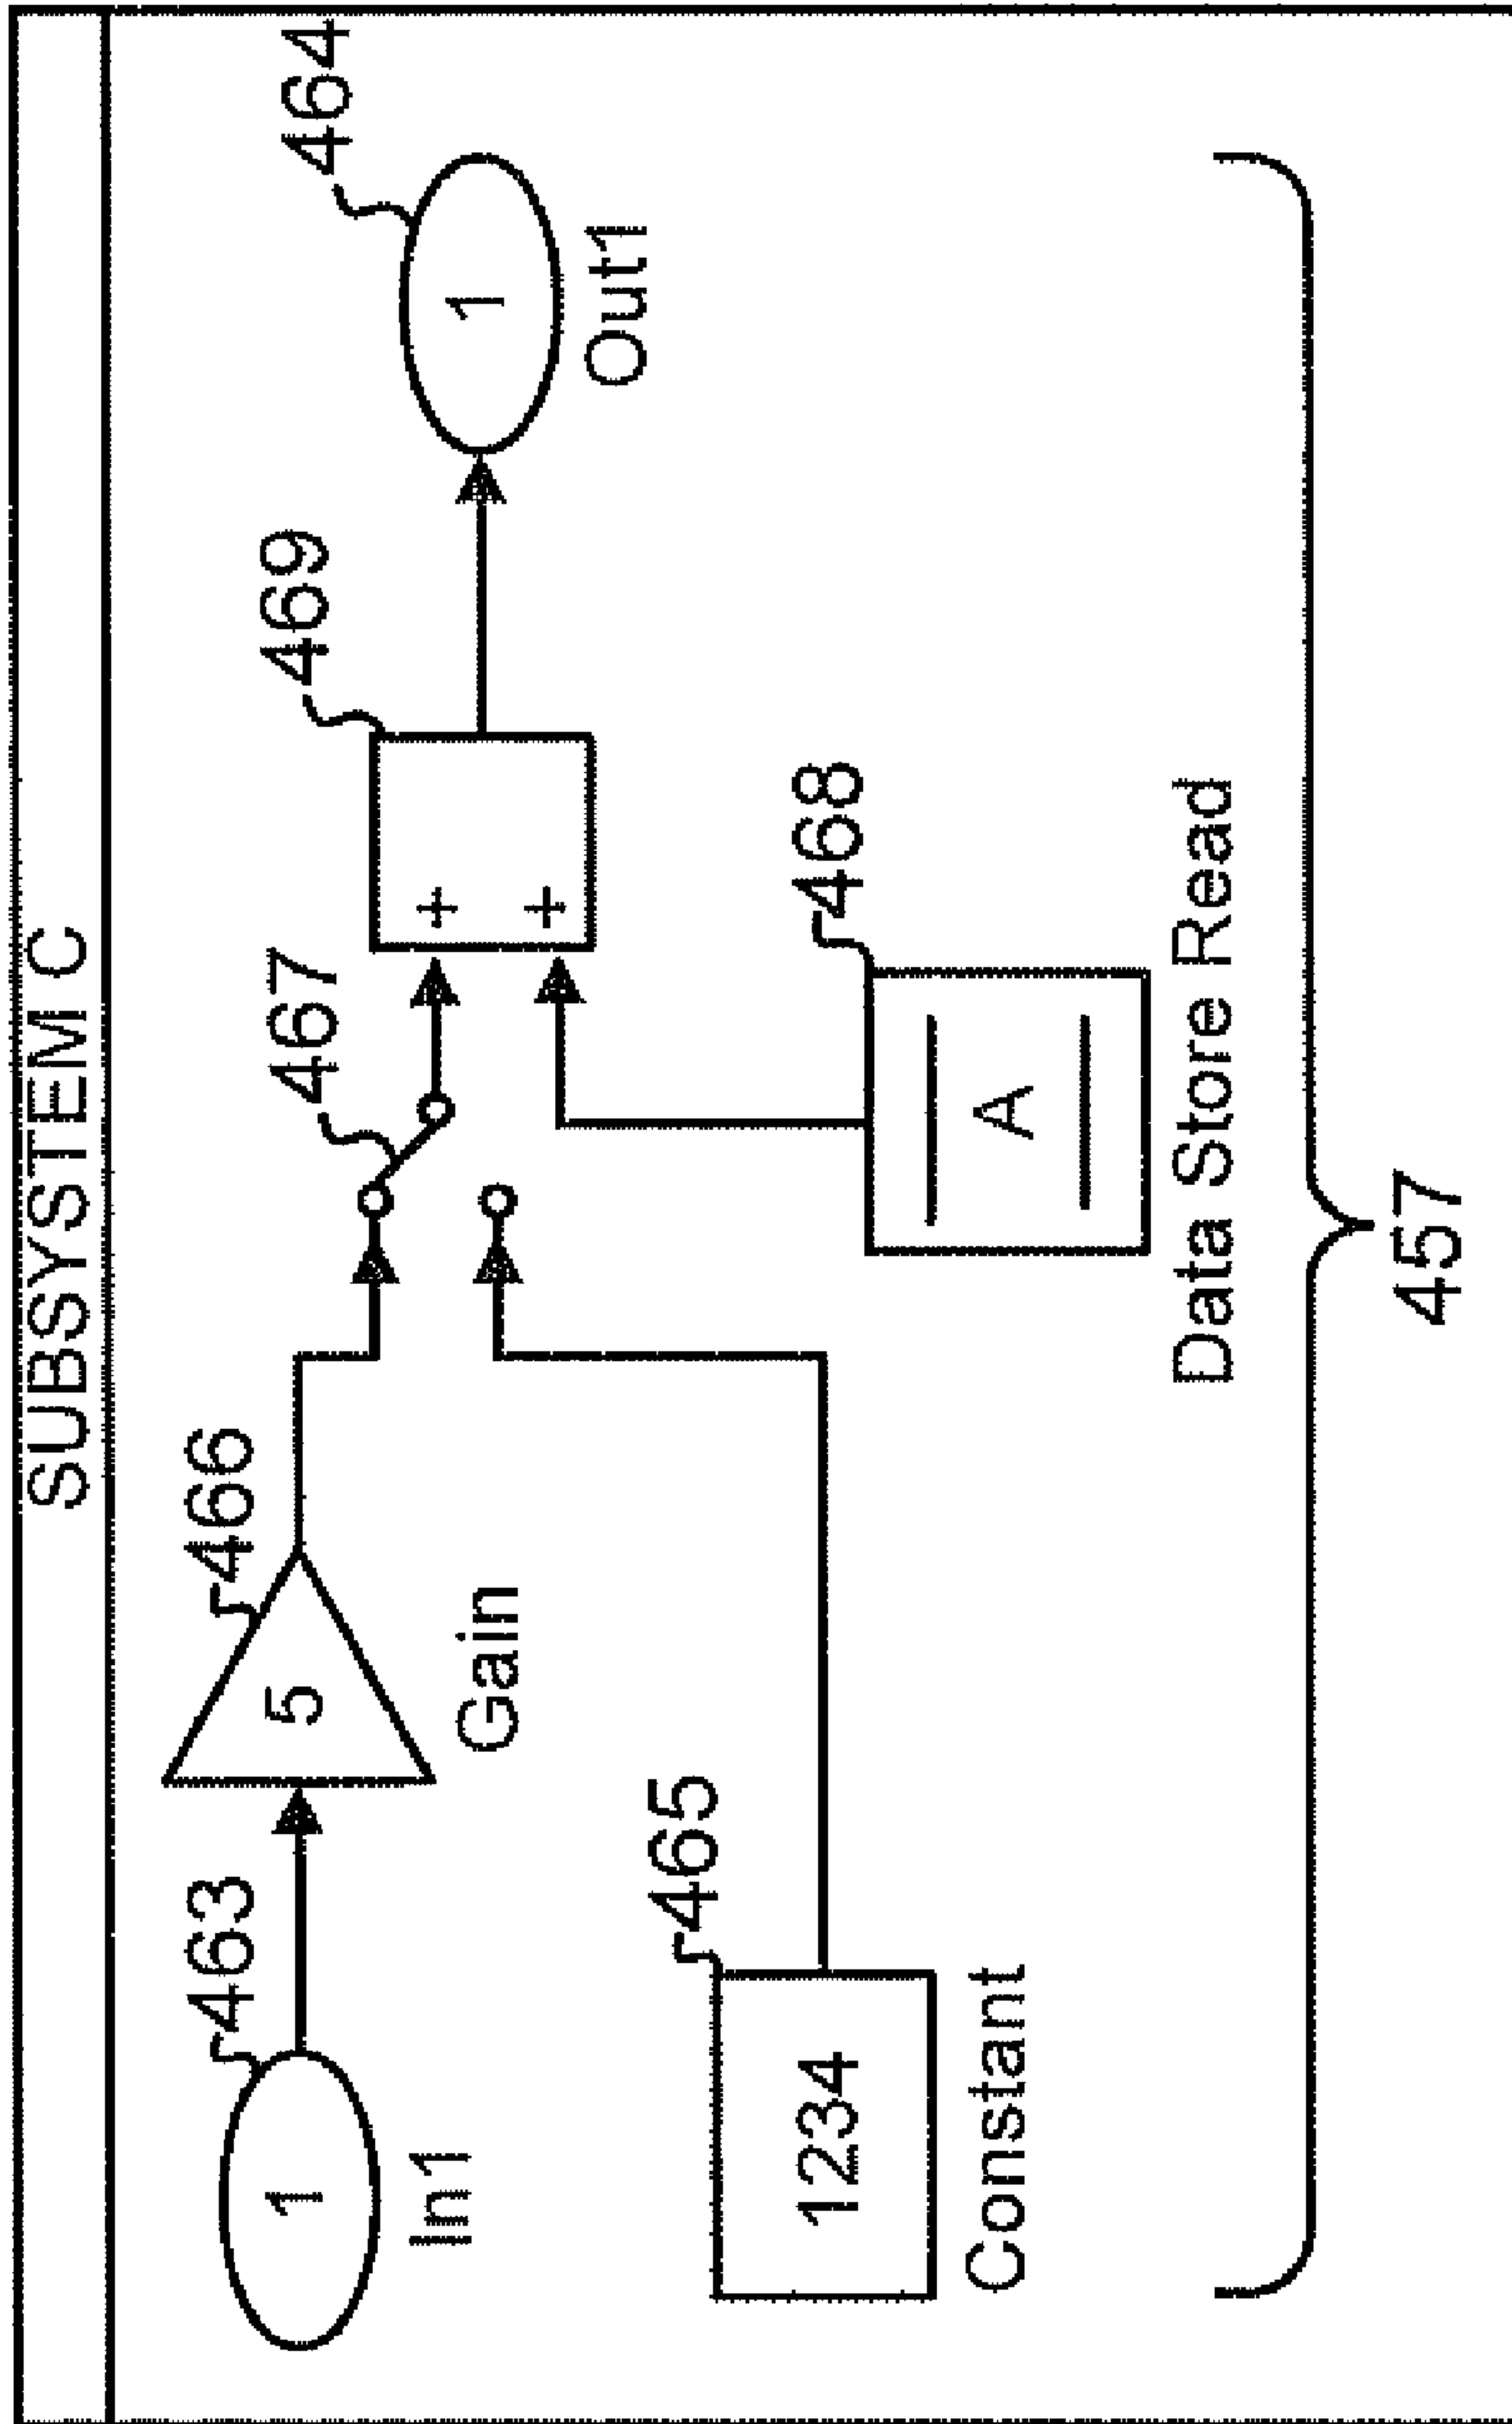 SUBSYSTEM C
463
1
In1
466
5
Gain
467
469
+
+
464
1
Out1
465
1234
Constant
468
A
Data Store Read
457